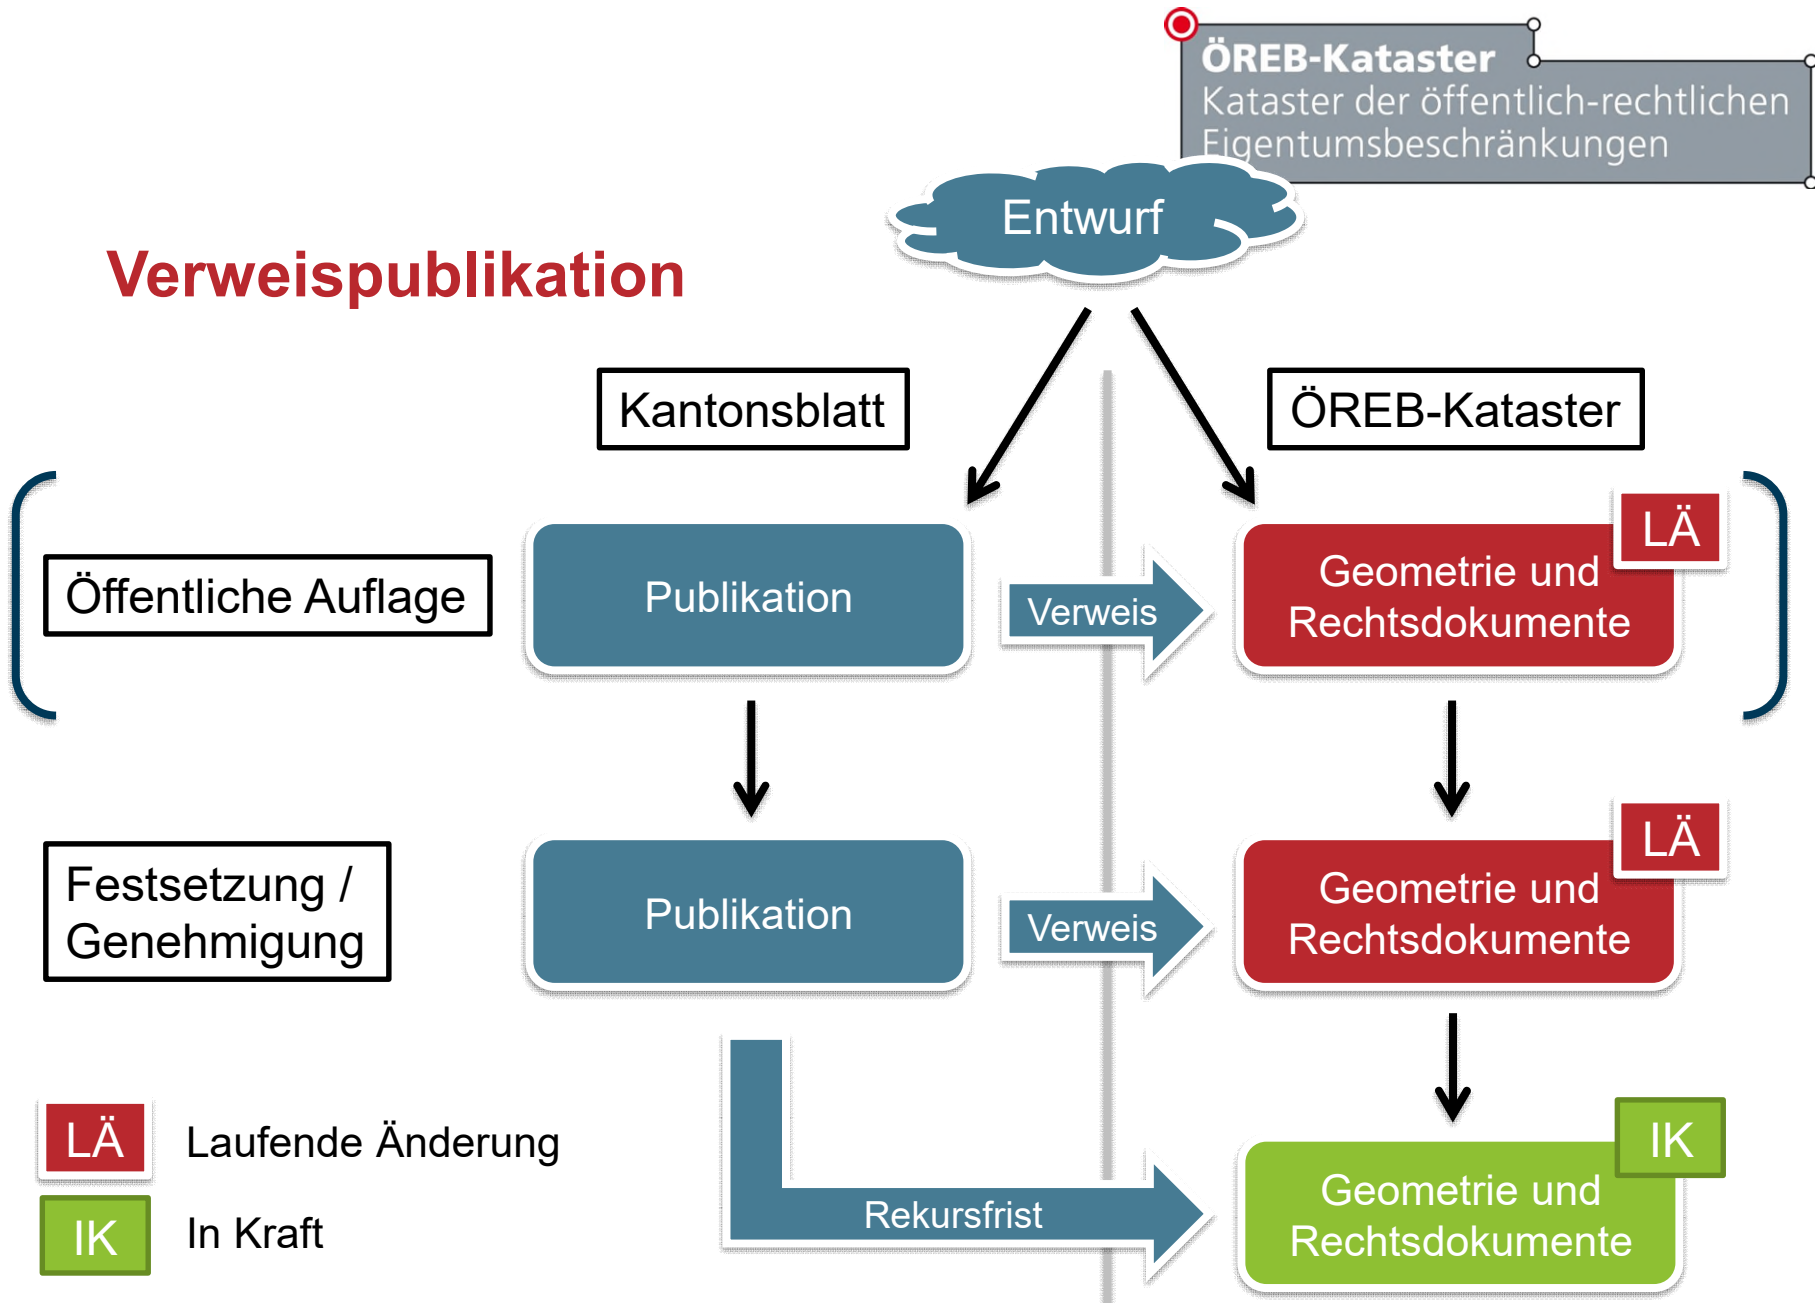 ÖREB-Kataster
Kataster der öffentlich-rechtlichen
Eigentumsbeschränkungen
Entwurf
Verweispublikation
Kantonsblatt
ÖREB-Kataster
Öffentliche Auflage
Publikation
Verweis
Geometrie und
Rechtsdokumente
LÄ
Festsetzung /
Genehmigung
Publikation
Verweis
Geometrie und
Rechtsdokumente
LÄ
LÄ
Laufende Änderung
IK
In Kraft
Rekursfrist
Geometrie und
Rechtsdokumente
IK